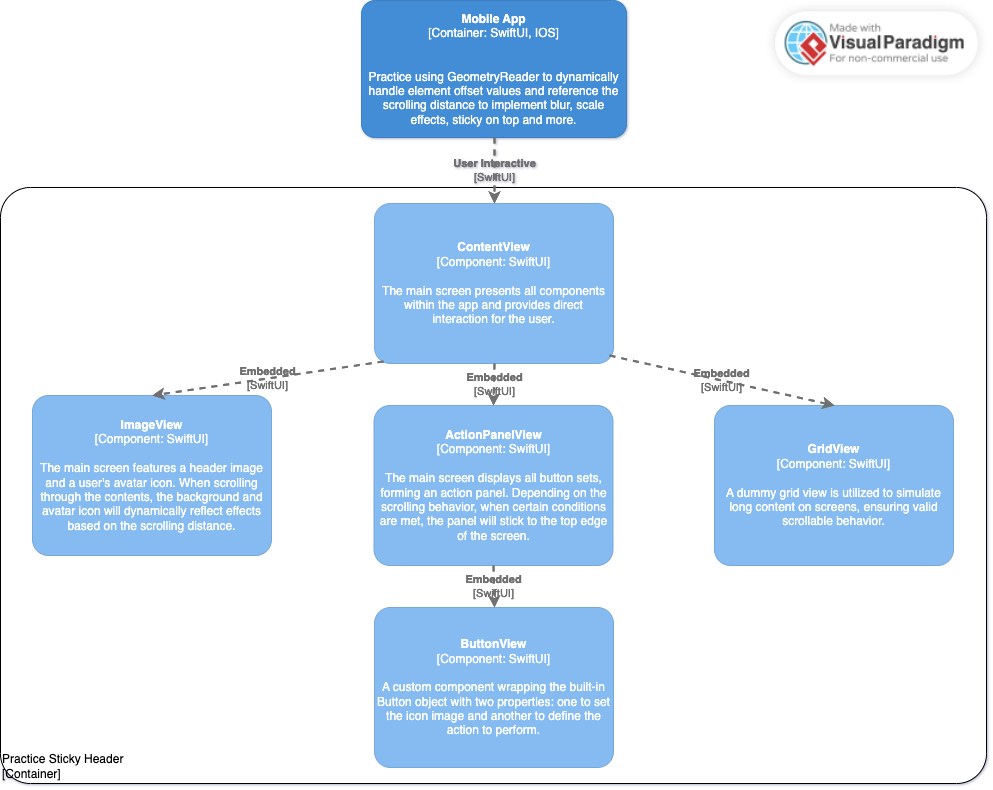 Mobile App
[Container: SwiftUI, IOS]
Practice using GeometryReader to dynamically
handle element offset values and reference the
scrolling distance to implement blur, scale
effects, sticky on top and more.
Made with
Visual Paradigm
For non-commercial use
User Interactive
[SwiftUI]
ContentView
[Component: SwiftUI]
The main screen presents all components
within the app and provides direct
interaction for the user.
Embedded
[SwiftUI]
Embedded
[SwiftUI]
Embedded
[SwiftUI]
ImageView
[Component: SwiftUI]
The main screen features a header image
and a user's avatar icon. When scrolling
through the contents, the background and
avatar icon will dynamically reflect effects
based on the scrolling distance.
ActionPanelView
[Component: SwiftUI]
The main screen displays all button sets,
forming an action panel. Depending on the
scrolling behavior, when certain conditions
are met, the panel will stick to the top edge
of the screen.
GridView
[Component: SwiftUI]
A dummy grid view is utilized to simulate
long content on screens, ensuring valid
scrollable behavior.
Embedded
[SwiftUI]
ButtonView
[Component: SwiftUI]
A custom component wrapping the built-in
Button object with two properties: one to set
the icon image and another to define the
action to perform.
Practice Sticky Header
[Container]